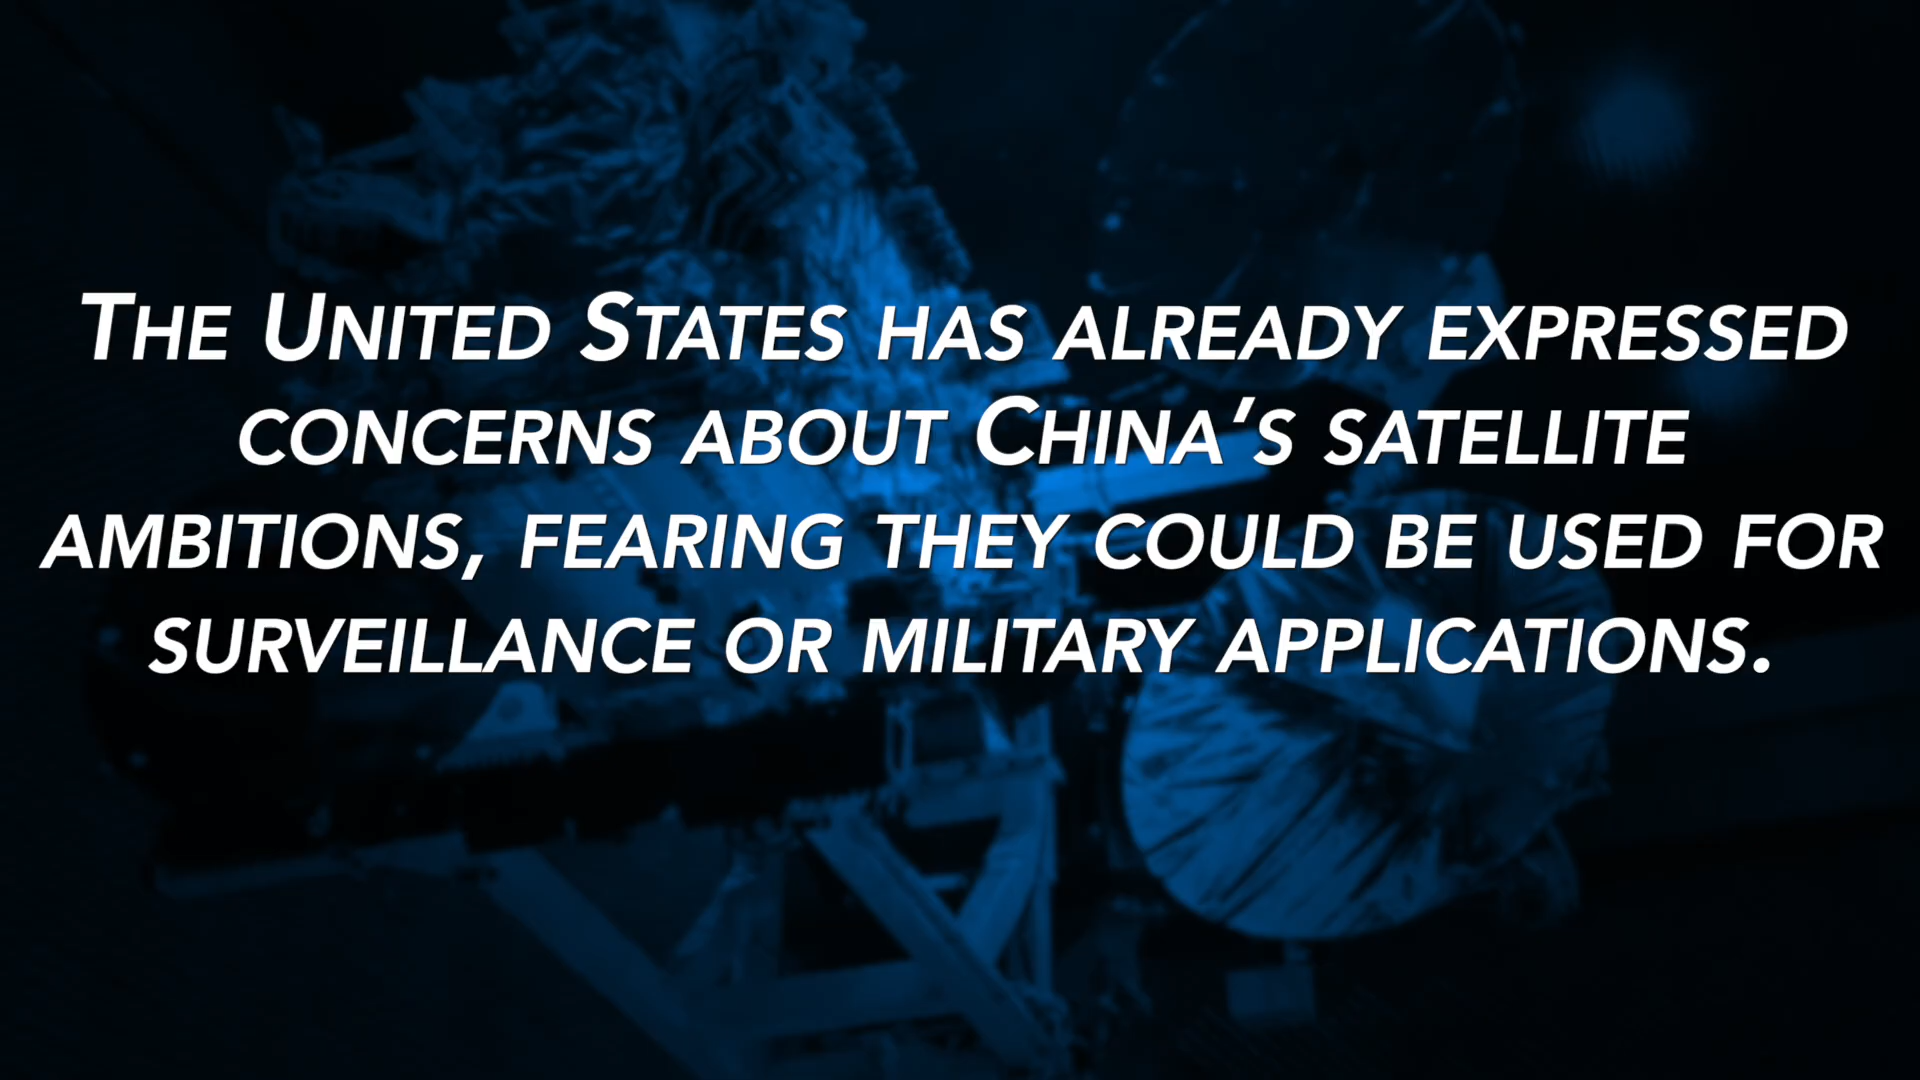 The United States has already expressed
concerns about China's satellite
ambitions, fearing they could be used for
surveillance or military applications.